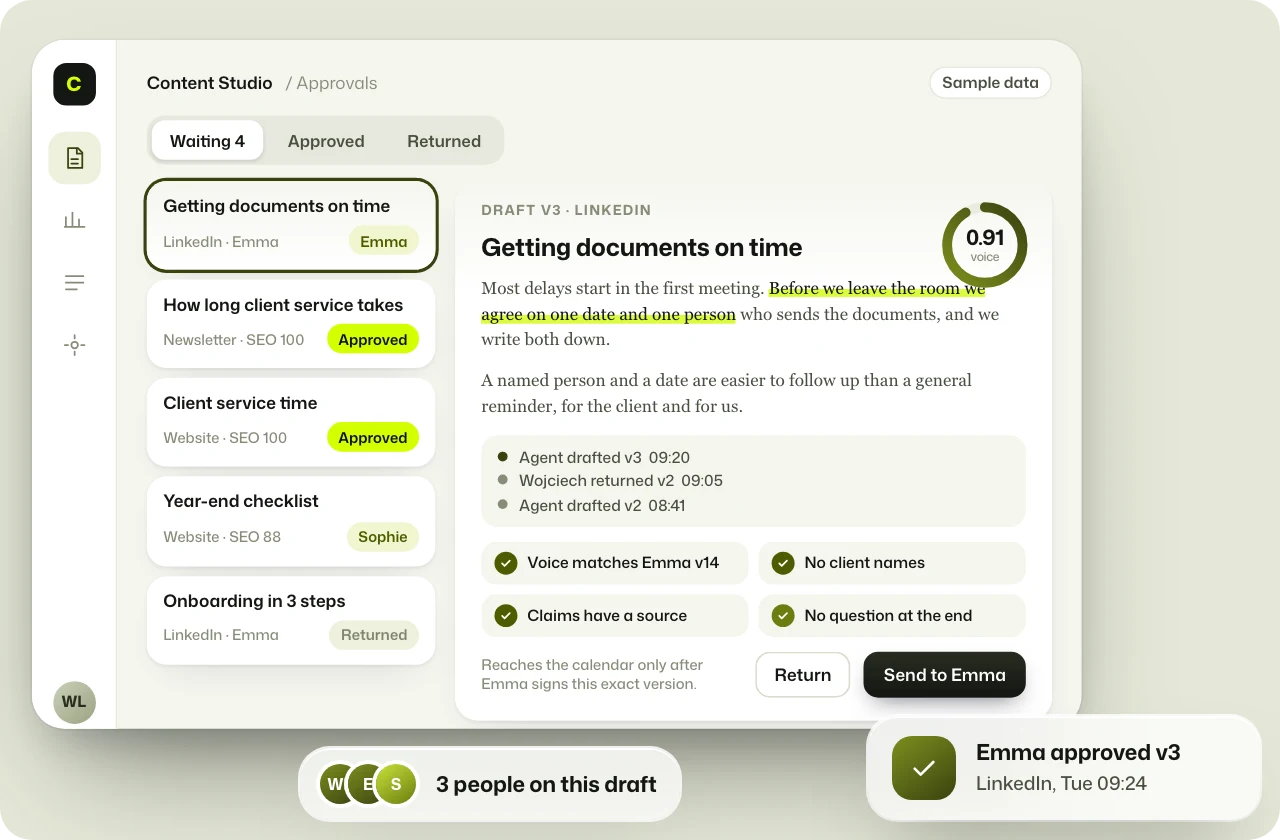 C
Content Studio / Approvals
Sample data
Waiting 4
Approved
Returned
Getting documents on time
LinkedIn · Emma
Emma
How long client service takes
Newsletter · SEO 100
Approved
Client service time
Website · SEO 100
Approved
Year-end checklist
Website · SEO 88
Sophie
Onboarding in 3 steps
LinkedIn · Emma
Returned
WL
DRAFT V3 · LINKEDIN
Getting documents on time
0.91
voice
Most delays start in the first meeting. Before we leave the room we
agree on one date and one person who sends the documents, and we
write both down.
A named person and a date are easier to follow up than a general
reminder, for the client and for us.
Agent drafted v3 09:20
Wojciech returned v2 09:05
Agent drafted v2 08:41
Voice matches Emma v14
No client names
Claims have a source
No question at the end
Reaches the calendar only after
Emma signs this exact version.
Return
Send to Emma
W E S
3 people on this draft
Emma approved v3
LinkedIn, Tue 09:24